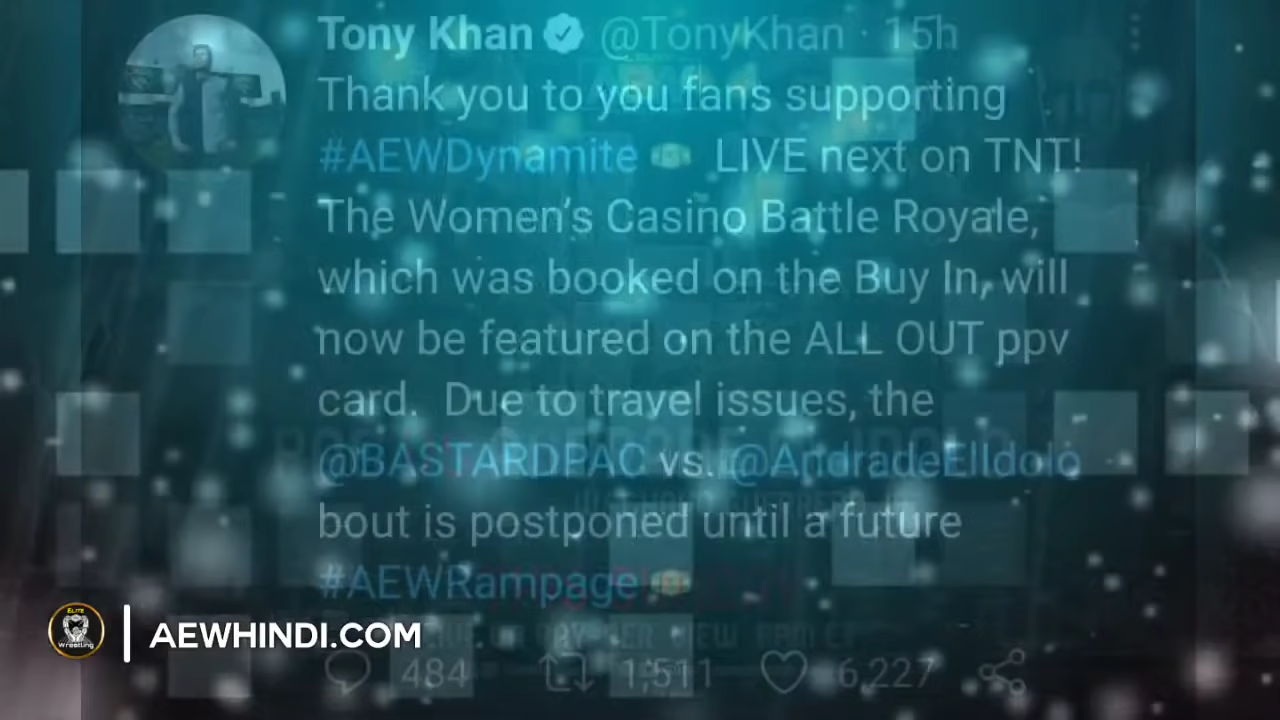 Tony Khan @TonyKhan · 15h
Thank you to you fans supporting
#AEWDynamite LIVE next on TNT!
The Women's Casino Battle Royale,
which was booked on the Buy In, will
now be featured on the ALL OUT ppv
card. Due to travel issues, the
@BASTARDPAC vs. @AndradeElIdolo
bout is postponed until a future
#AEWRampage
484 1,511 6,227
ELITE
Wrestling
AEWHINDI.COM